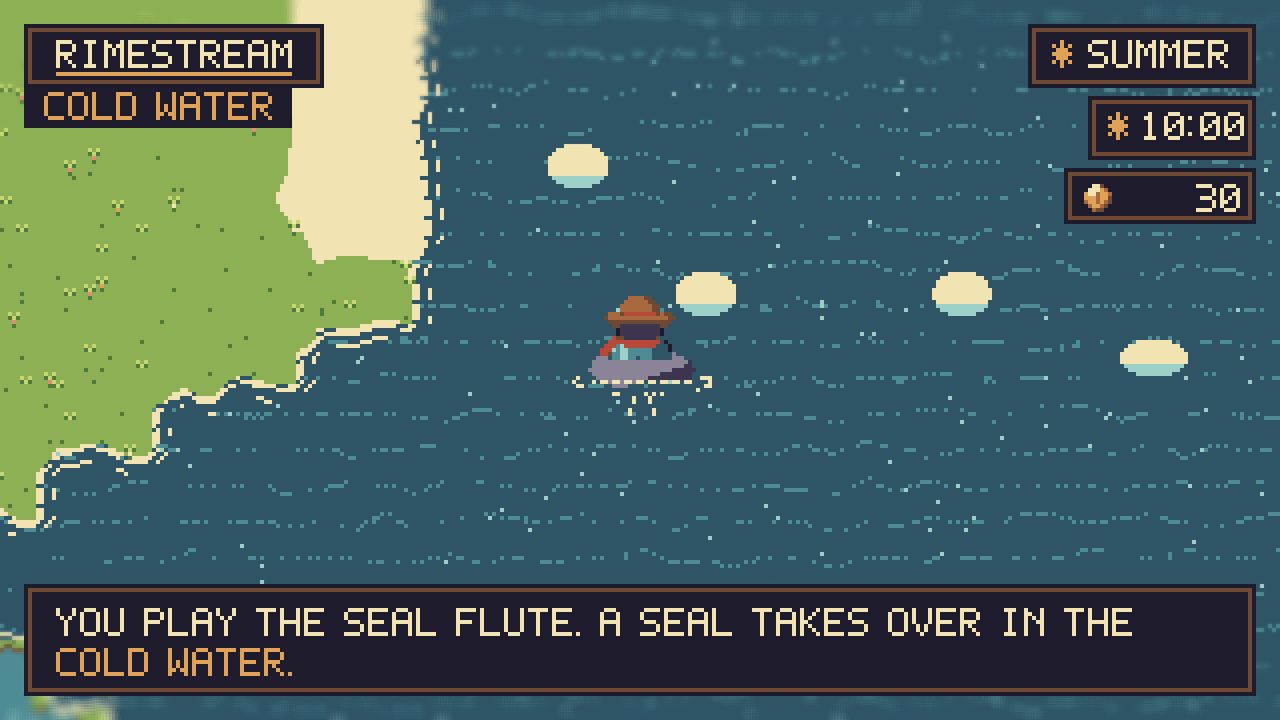 RIMESTREAM
COLD WATER
SUMMER
10:00
30
YOU PLAY THE SEAL FLUTE. A SEAL TAKES OVER IN THE
COLD WATER.